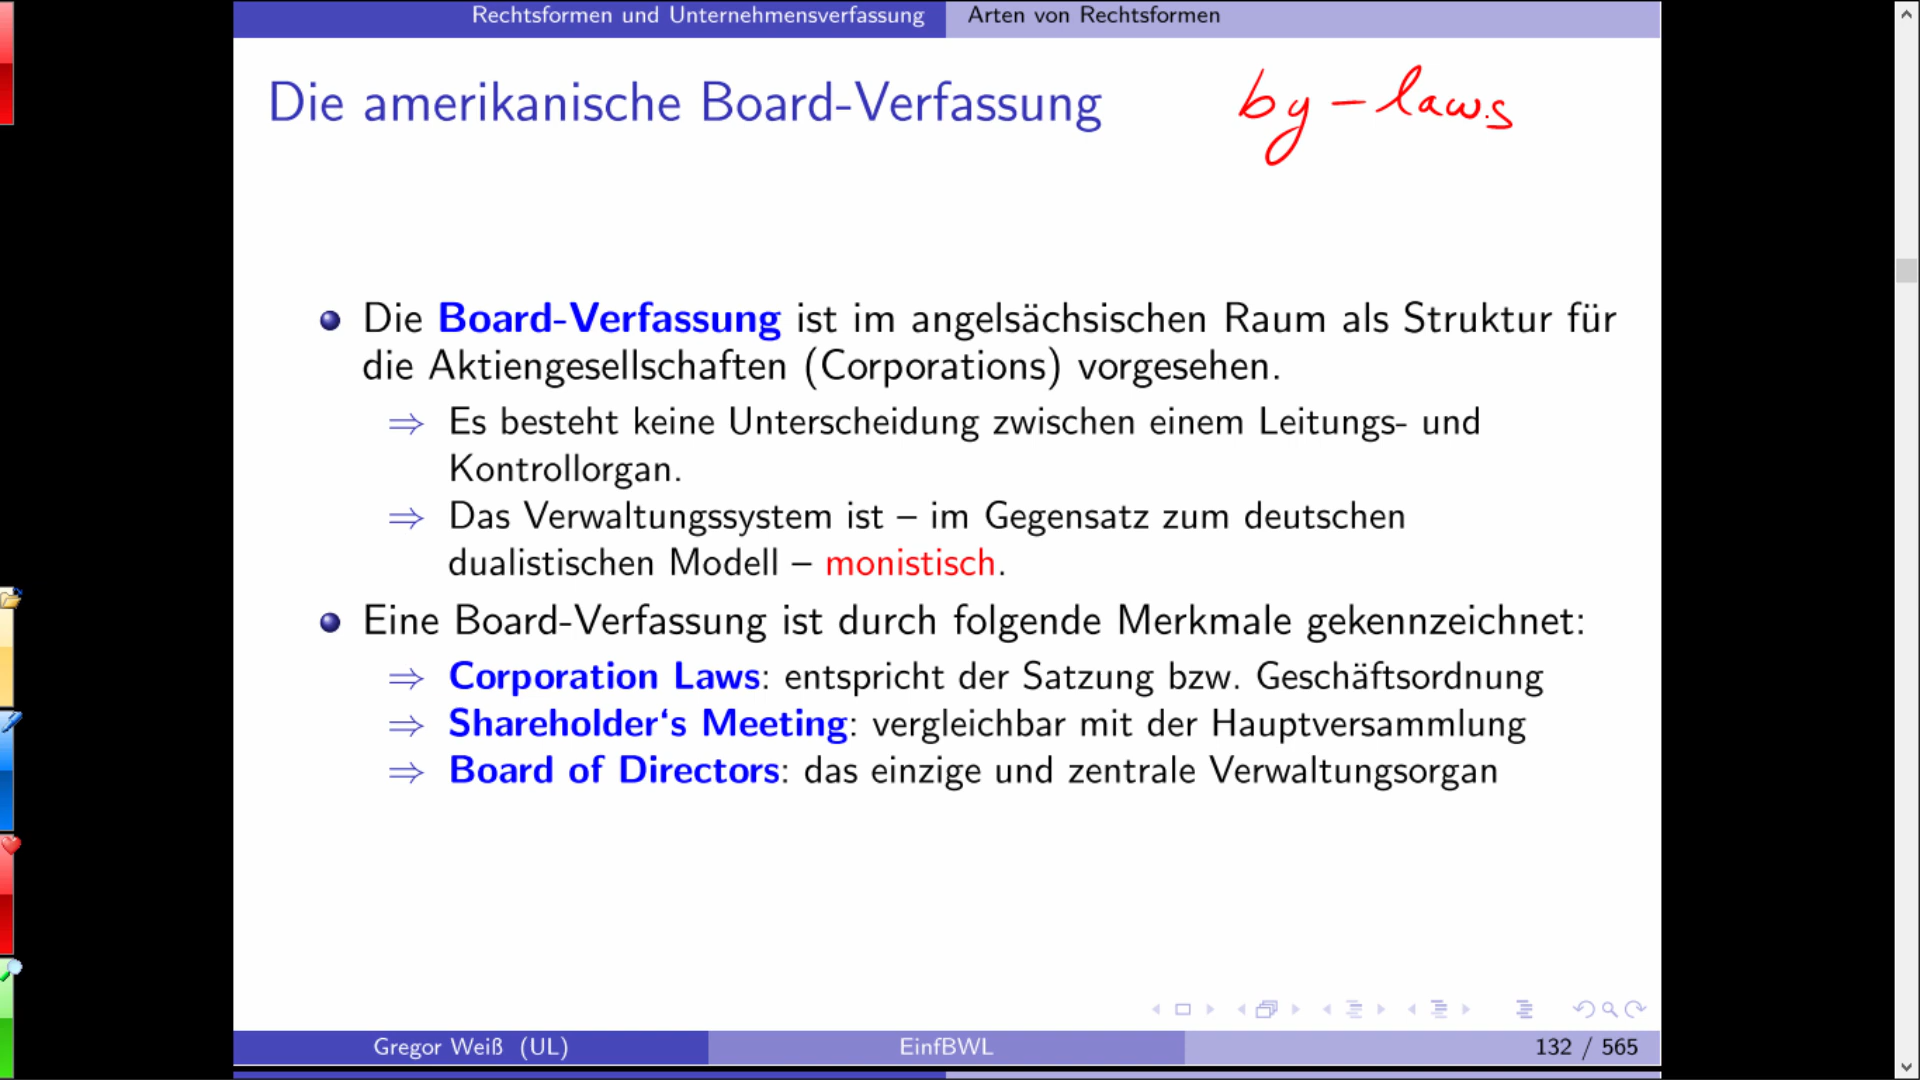 Rechtsformen und Unternehmensverfassung Arten von Rechtsformen
Die amerikanische Board-Verfassung
by-laws
Die Board-Verfassung ist im angelsächsischen Raum als Struktur für
die Aktiengesellschaften (Corporations) vorgesehen.
⇒ Es besteht keine Unterscheidung zwischen einem Leitungs- und
Kontrollorgan.
⇒ Das Verwaltungssystem ist – im Gegensatz zum deutschen
dualistischen Modell – monistisch.
Eine Board-Verfassung ist durch folgende Merkmale gekennzeichnet:
⇒ Corporation Laws: entspricht der Satzung bzw. Geschäftsordnung
⇒ Shareholder‘s Meeting: vergleichbar mit der Hauptversammlung
⇒ Board of Directors: das einzige und zentrale Verwaltungsorgan
Gregor Weiß (UL) EinfBWL 132 / 565